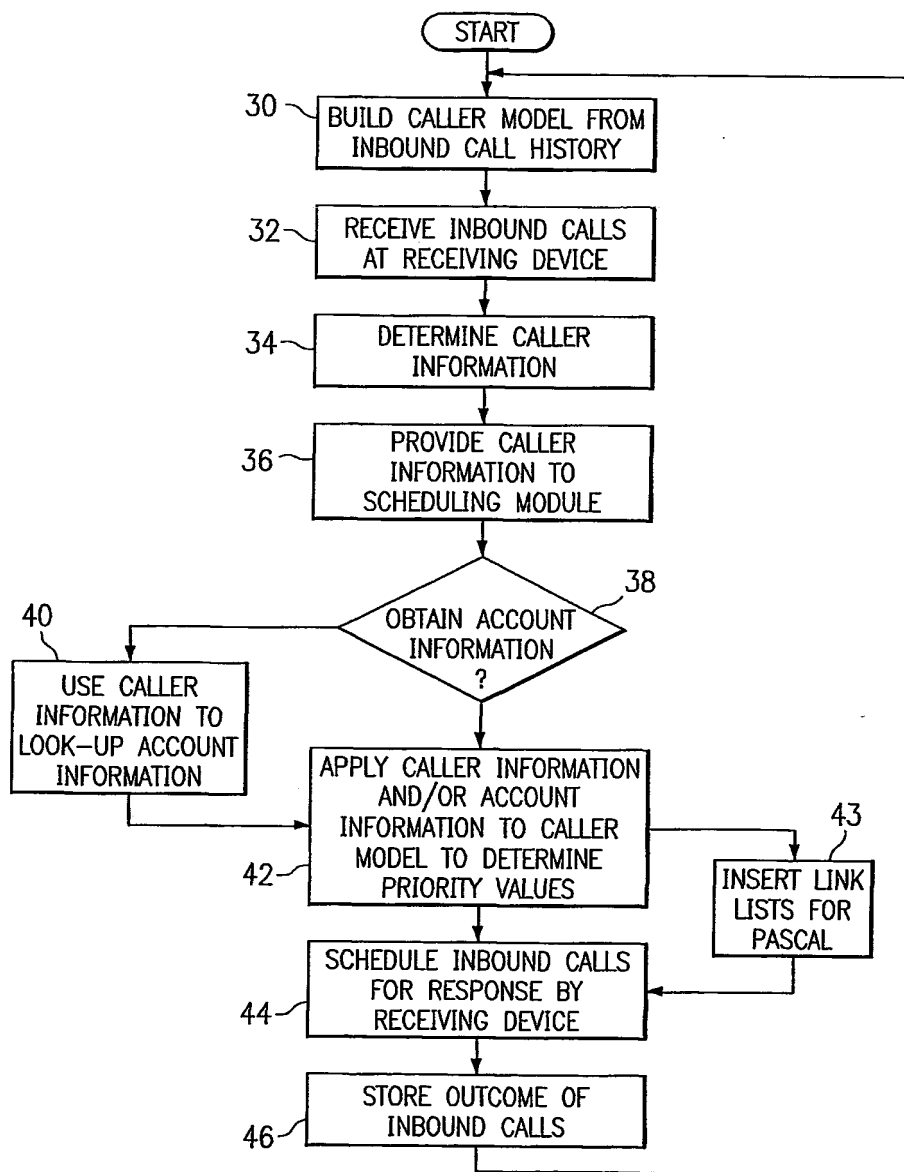 START
30
BUILD CALLER MODEL FROM
INBOUND CALL HISTORY
32
RECEIVE INBOUND CALLS
AT RECEIVING DEVICE
34
DETERMINE CALLER
INFORMATION
36
PROVIDE CALLER
INFORMATION TO
SCHEDULING MODULE
38
OBTAIN ACCOUNT
INFORMATION
?
40
USE CALLER
INFORMATION TO
LOOK-UP ACCOUNT
INFORMATION
42
APPLY CALLER INFORMATION
AND/OR ACCOUNT
INFORMATION TO CALLER
MODEL TO DETERMINE
PRIORITY VALUES
43
INSERT LINK
LISTS FOR
PASCAL
44
SCHEDULE INBOUND CALLS
FOR RESPONSE BY
RECEIVING DEVICE
46
STORE OUTCOME OF
INBOUND CALLS